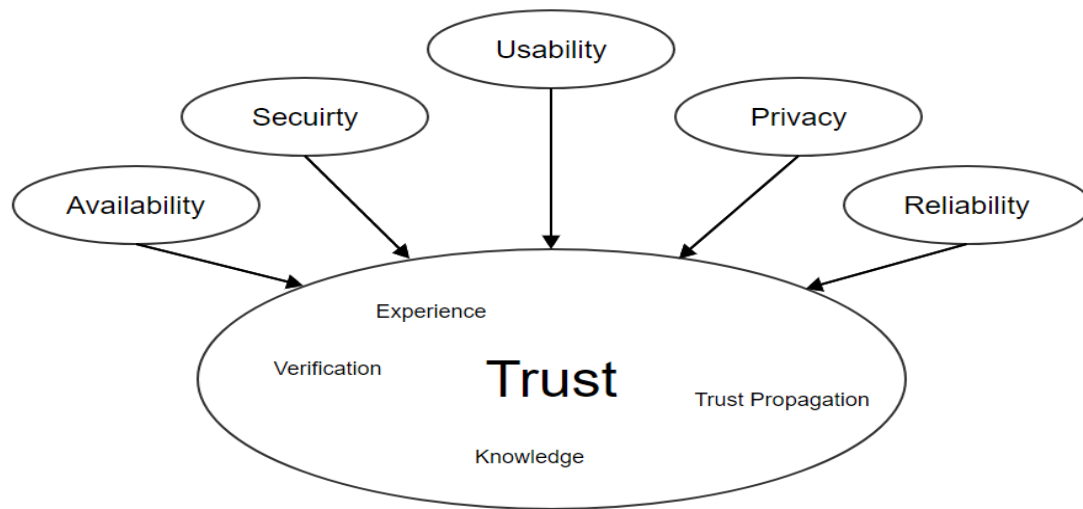 Usability
Secuirty
Privacy
Availability
Reliability
Experience
Verification
Trust
Trust Propagation
Knowledge